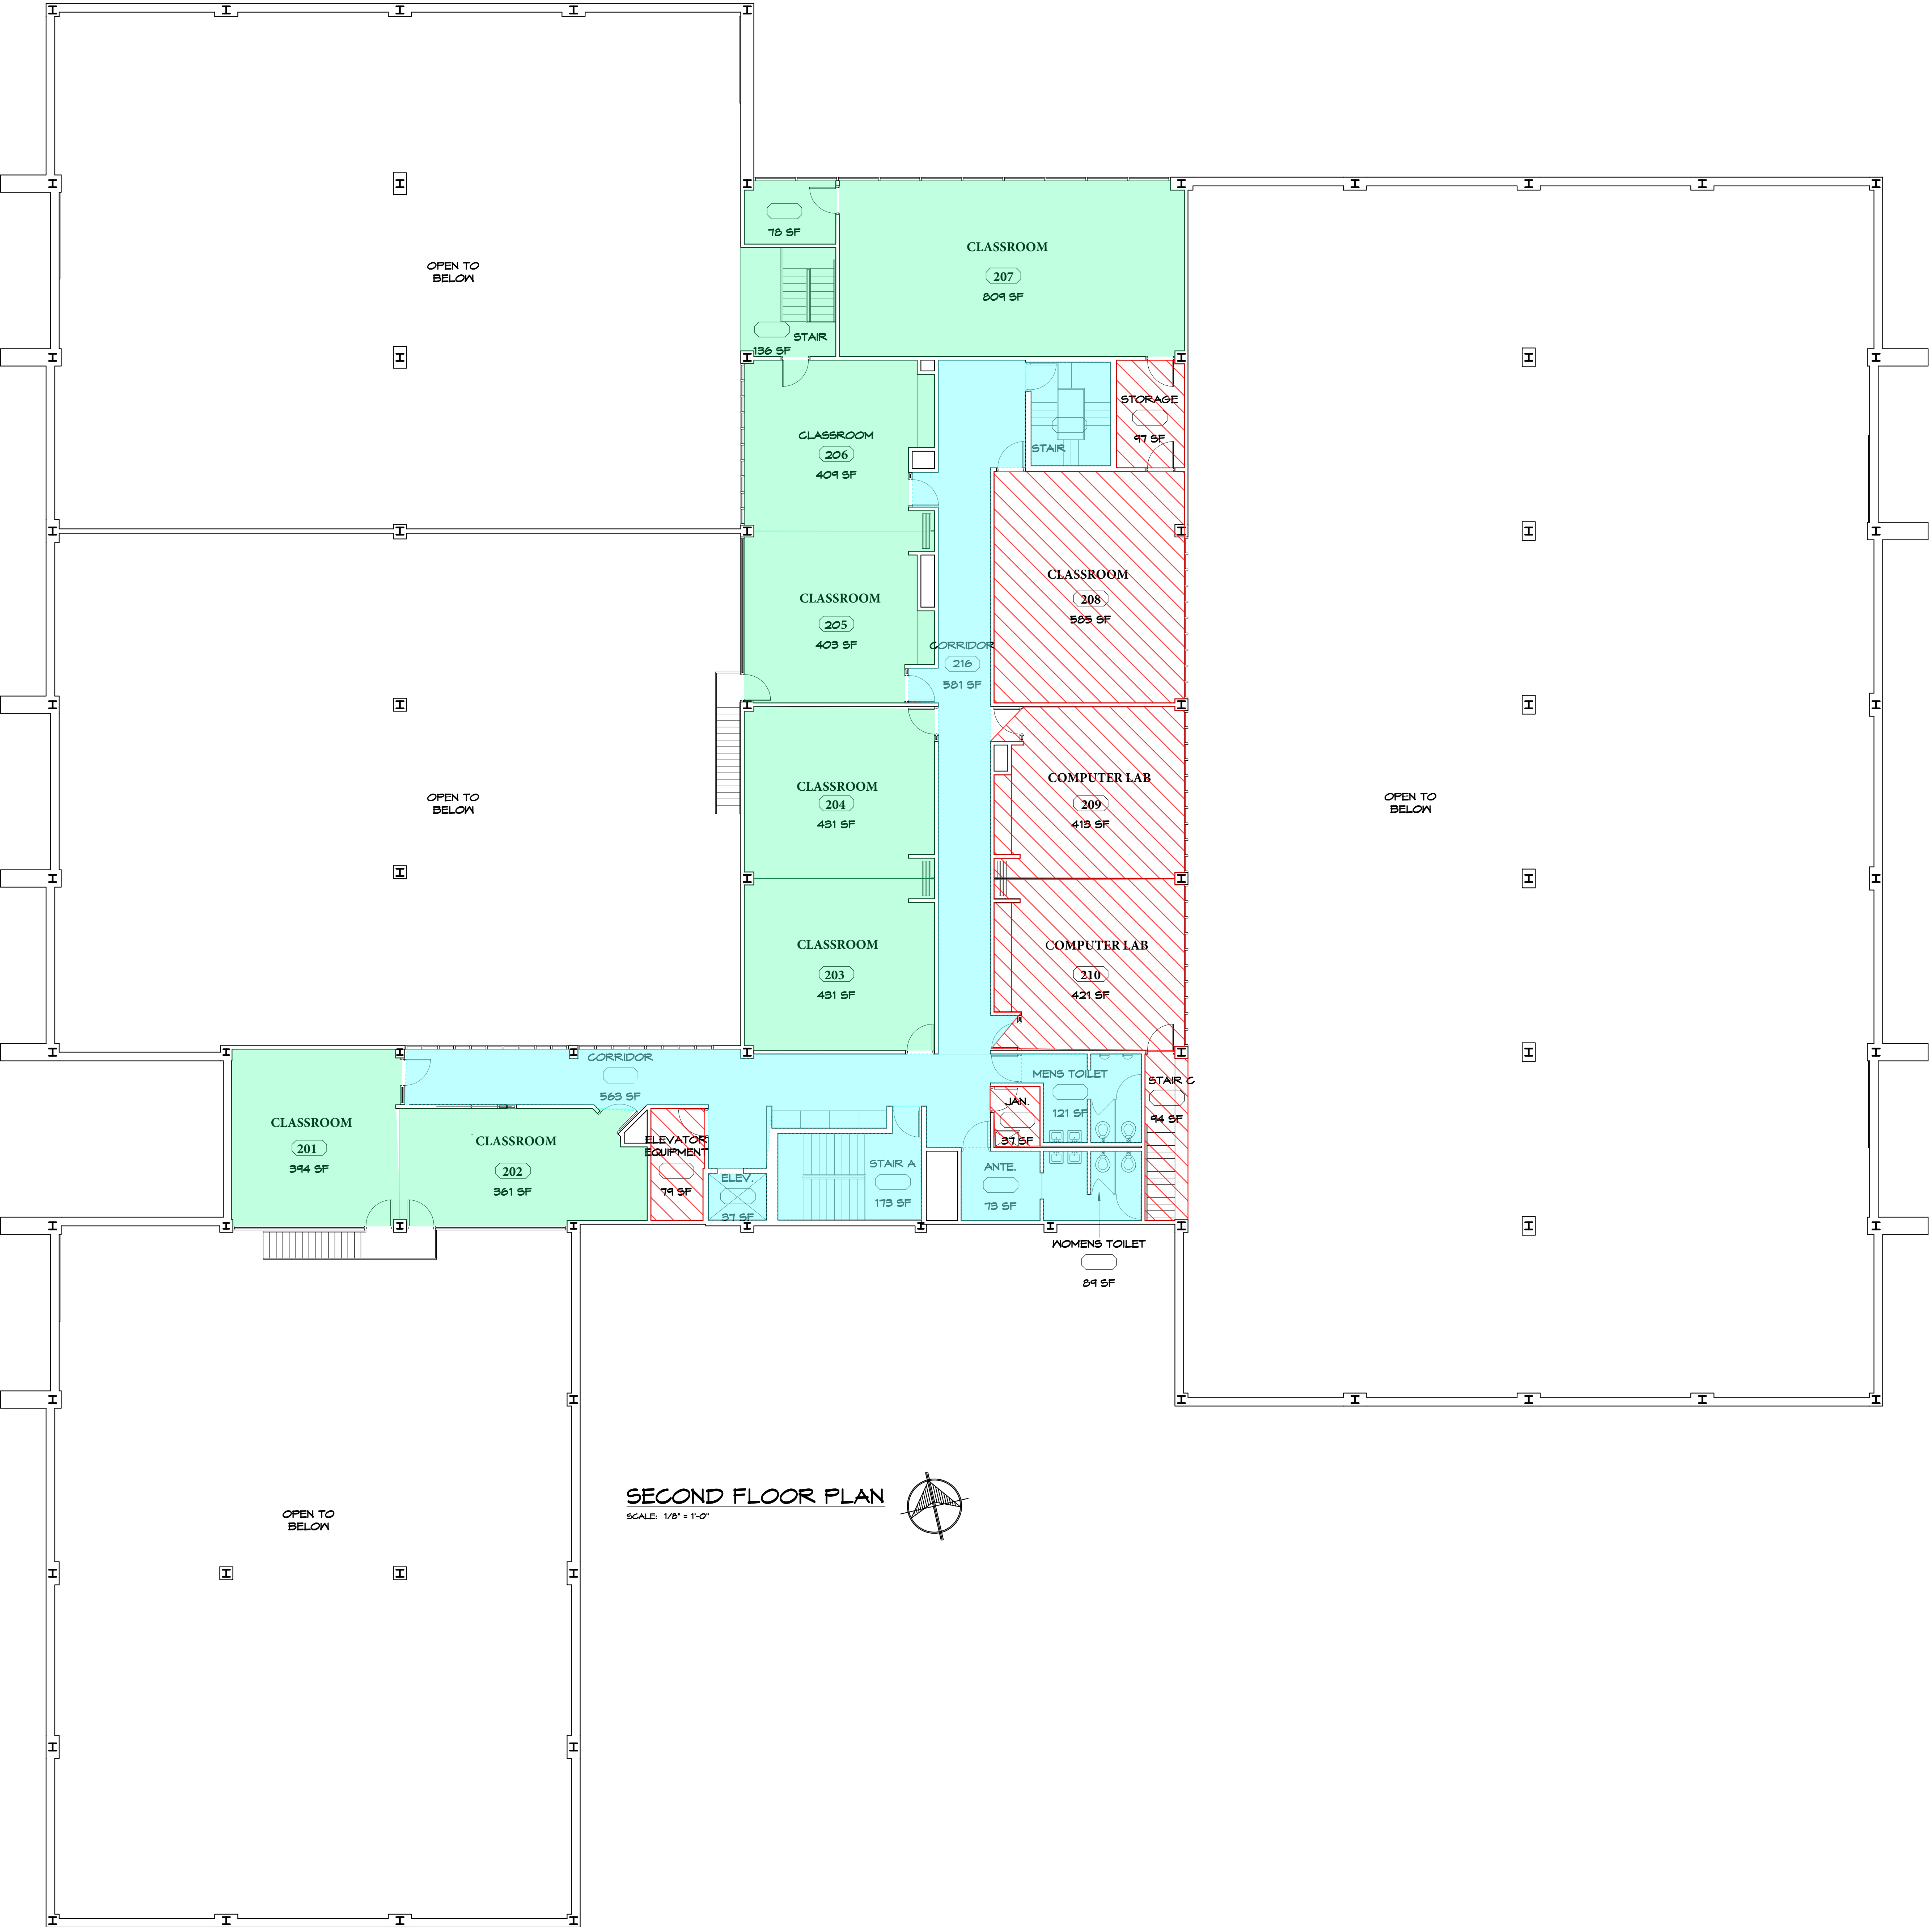 78 SF
CLASSROOM
207
809 SF
OPEN TO
BELOW
STAIR
136 SF
STORAGE
97 SF
CLASSROOM
206
409 SF
STAIR
CLASSROOM
208
585 SF
CLASSROOM
205
403 SF
CORRIDOR
216
581 SF
OPEN TO
BELOW
CLASSROOM
204
431 SF
COMPUTER LAB
209
413 SF
OPEN TO
BELOW
CLASSROOM
203
431 SF
COMPUTER LAB
210
421 SF
CORRIDOR
563 SF
MENS TOILET
121 SF
STAIR C
94 SF
JAN.
37 SF
CLASSROOM
201
394 SF
CLASSROOM
202
361 SF
ELEVATOR
EQUIPMENT
79 SF
ELEV.
37 SF
STAIR A
173 SF
ANTE.
73 SF
WOMENS TOILET
89 SF
OPEN TO
BELOW
SECOND FLOOR PLAN
SCALE: 1/8" = 1'-0"